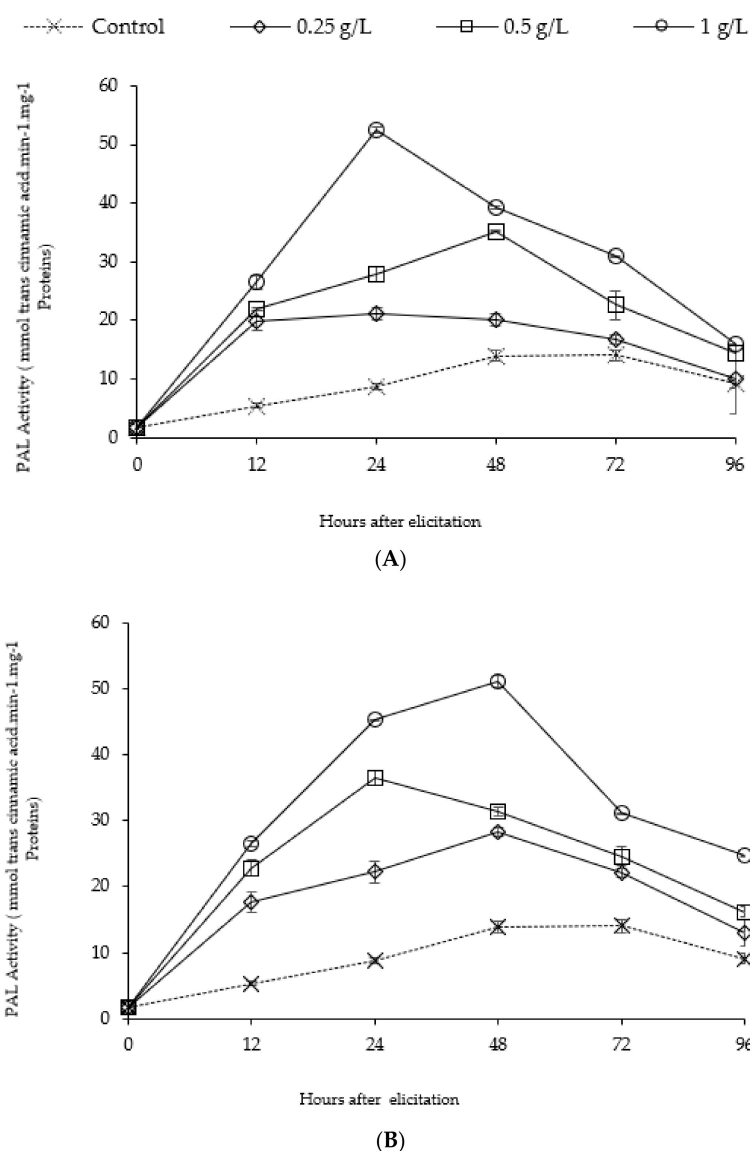 Control 0.25 g/L 0.5 g/L 1 g/L
PAL Activity ( mmol trans cinnamic acid.min-1.mg-1
Proteins)
60
50
40
30
20
10
0
0 12 24 48 72 96
Hours after elicitation
(A)
PAL Activity ( mmol trans cinnamic acid.min-1.mg-1
Proteins)
60
50
40
30
20
10
0
0 12 24 48 72 96
Hours after elicitation
(B)